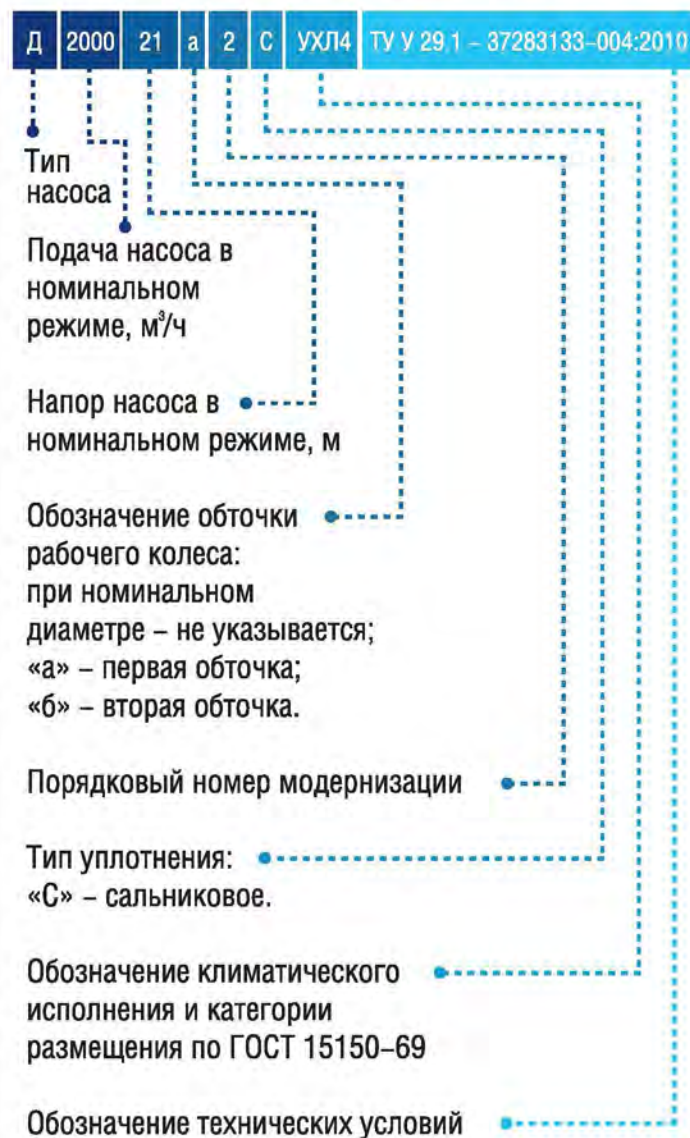 Д 2000 21 а 2 С УХЛ4 ТУ У 29.1 – 37283133–004:2010
Тип
насоса
Подача насоса в
номинальном
режиме, м³/ч
Напор насоса в
номинальном режиме, м
Обозначение обточки
рабочего колеса:
при номинальном
диаметре – не указывается;
«а» – первая обточка;
«б» – вторая обточка.
Порядковый номер модернизации
Тип уплотнения:
«С» – сальниковое.
Обозначение климатического
исполнения и категории
размещения по ГОСТ 15150–69
Обозначение технических условий